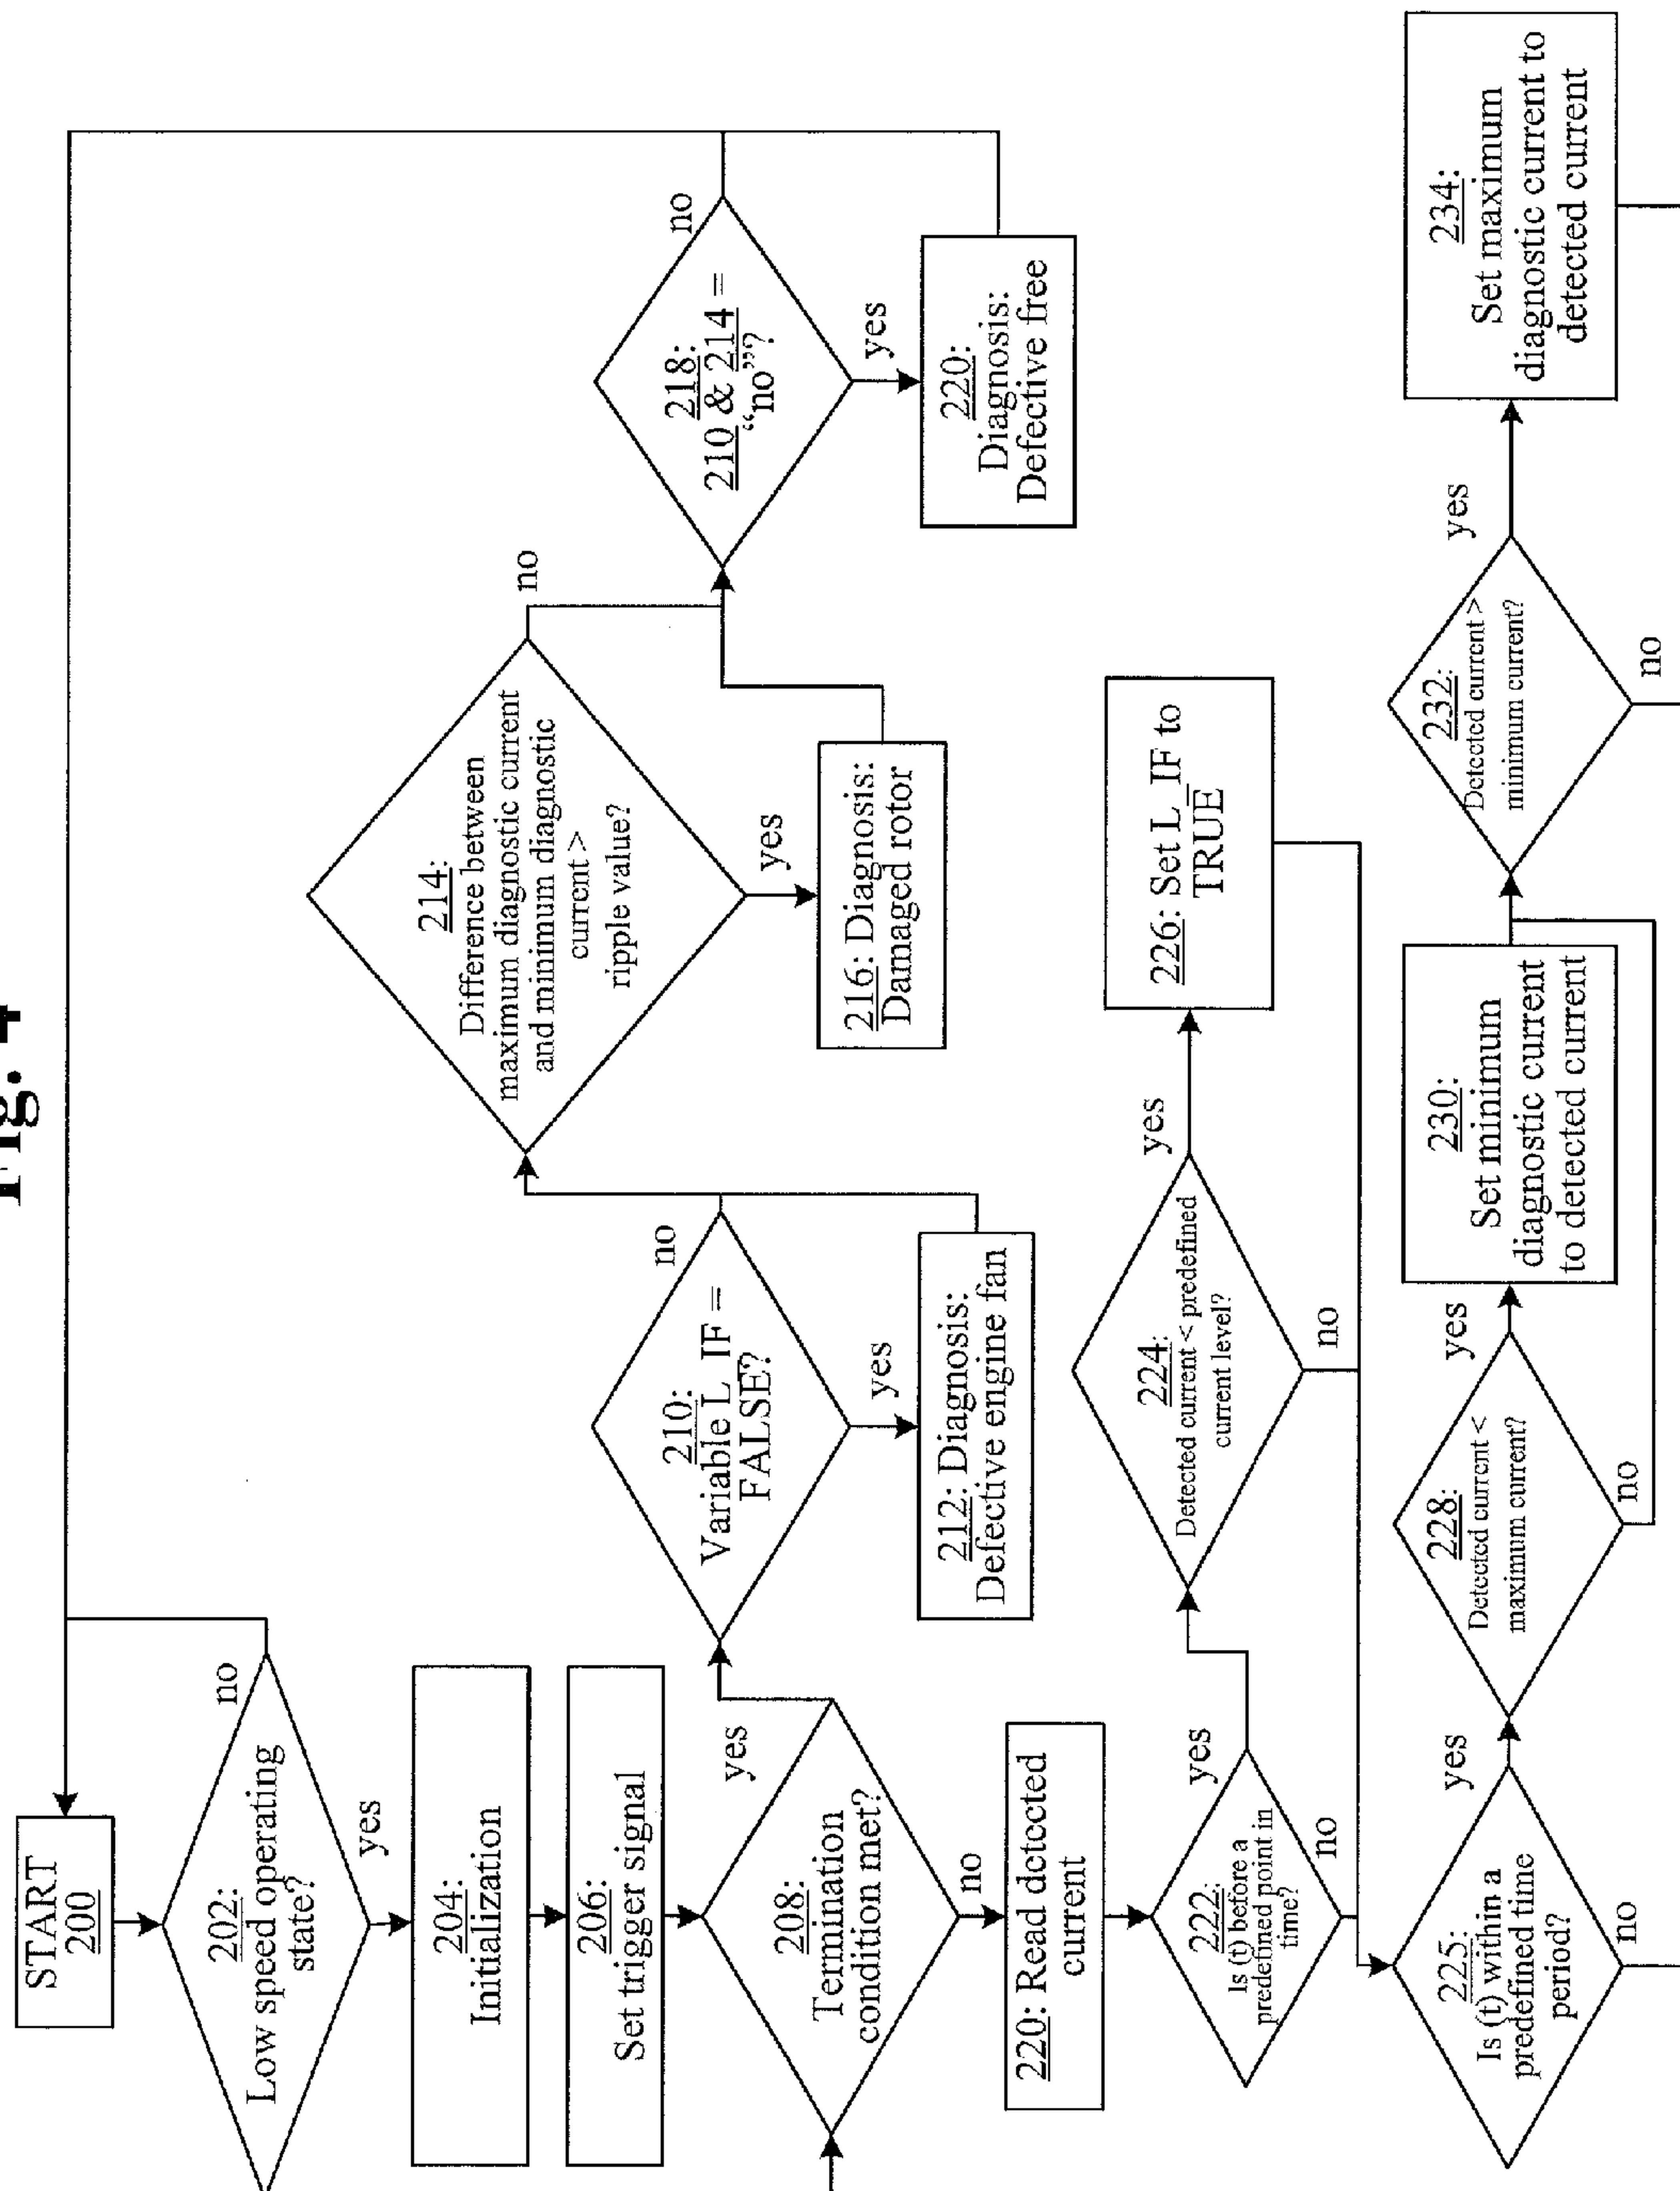 Fig. 4
START
200
202:
Low speed operating
state?
no
yes
204:
Initialization
206:
Set trigger signal
208:
Termination
condition met?
yes
no
210:
Variable L_IF =
FALSE?
no
yes
212: Diagnosis:
Defective engine fan
214:
Difference between
maximum diagnostic current
and minimum diagnostic
current >
ripple value?
no
yes
216: Diagnosis:
Damaged rotor
218:
210 & 214 =
“no”?
no
yes
220:
Diagnosis:
Defective free
220: Read detected
current
222:
Is (t) before a
predefined point in
time?
yes
no
224:
Detected current < predefined
current level?
yes
no
226: Set L_IF to
TRUE
225:
Is (t) within a
predefined time
period?
yes
no
228:
Detected current <
maximum current?
yes
no
230:
Set minimum
diagnostic current
to detected current
232:
Detected current >
minimum current?
yes
no
234:
Set maximum
diagnostic current to
detected current